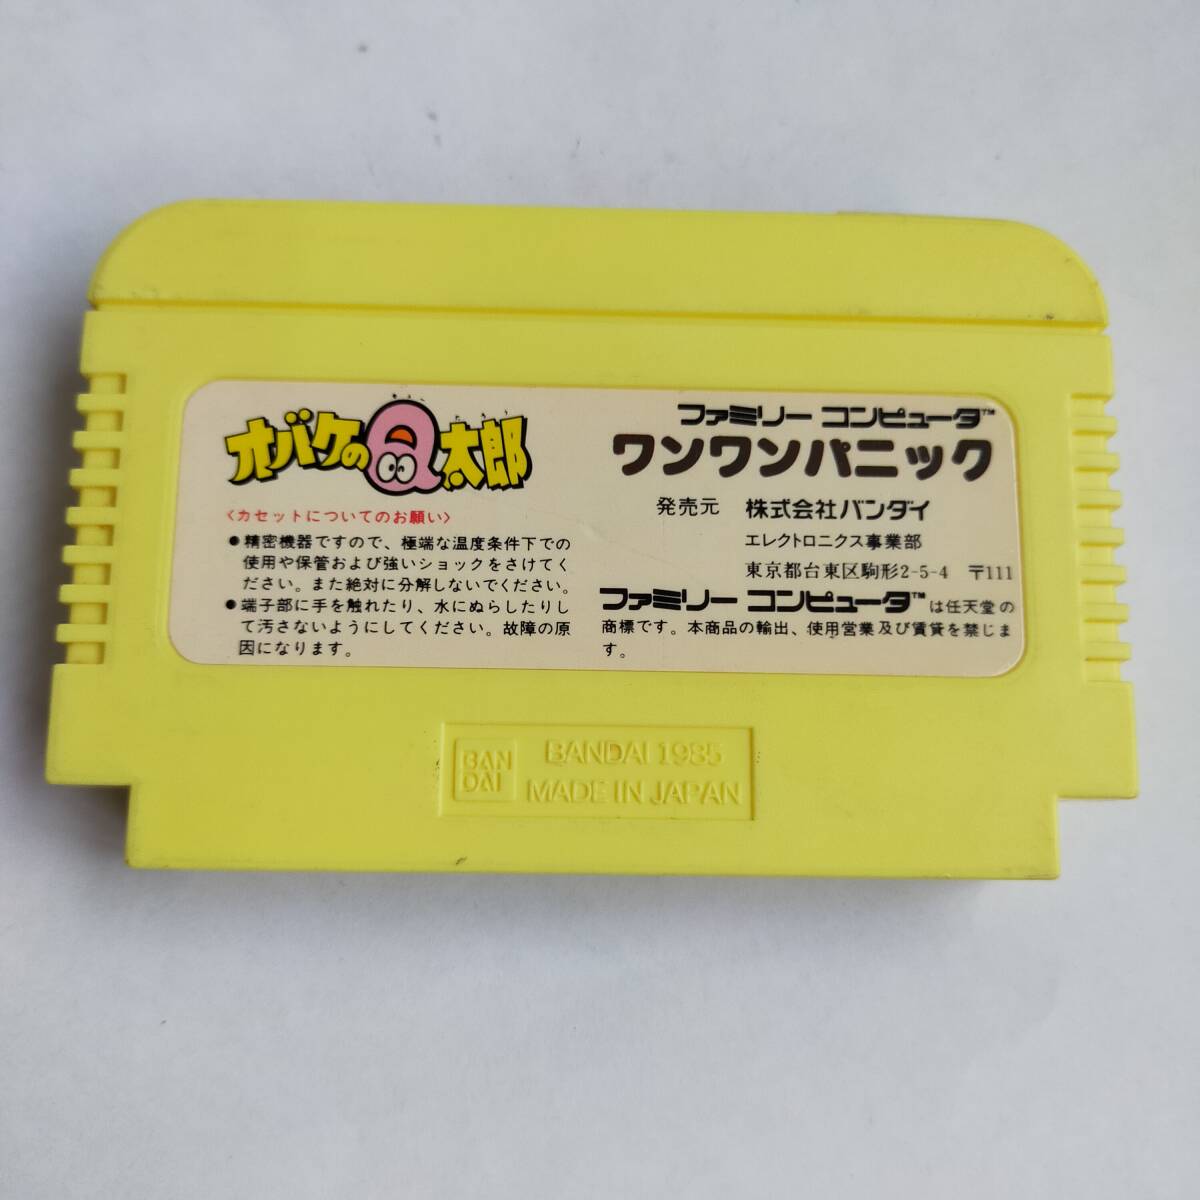 オバケのQ太郎
きゅう たろう
〈カセットについてのお願い〉
●精密機器ですので、極端な温度条件下での
使用や保管および強いショックをさけてく
ださい。また絶対に分解しないでください。
●端子部に手を触れたり、水にぬらしたりし
て汚さないようにしてください。故障の原
因になります。
ファミリー コンピュータ™
ワンワンパニック
発売元 株式会社バンダイ
エレクトロニクス事業部
東京都台東区駒形2-5-4 〒111
ファミリー コンピュータ™は任天堂の
商標です。本商品の輸出、使用営業及び賃貸を禁じま
す。
BAN
DAI
BANDAI 1985
MADE IN JAPAN